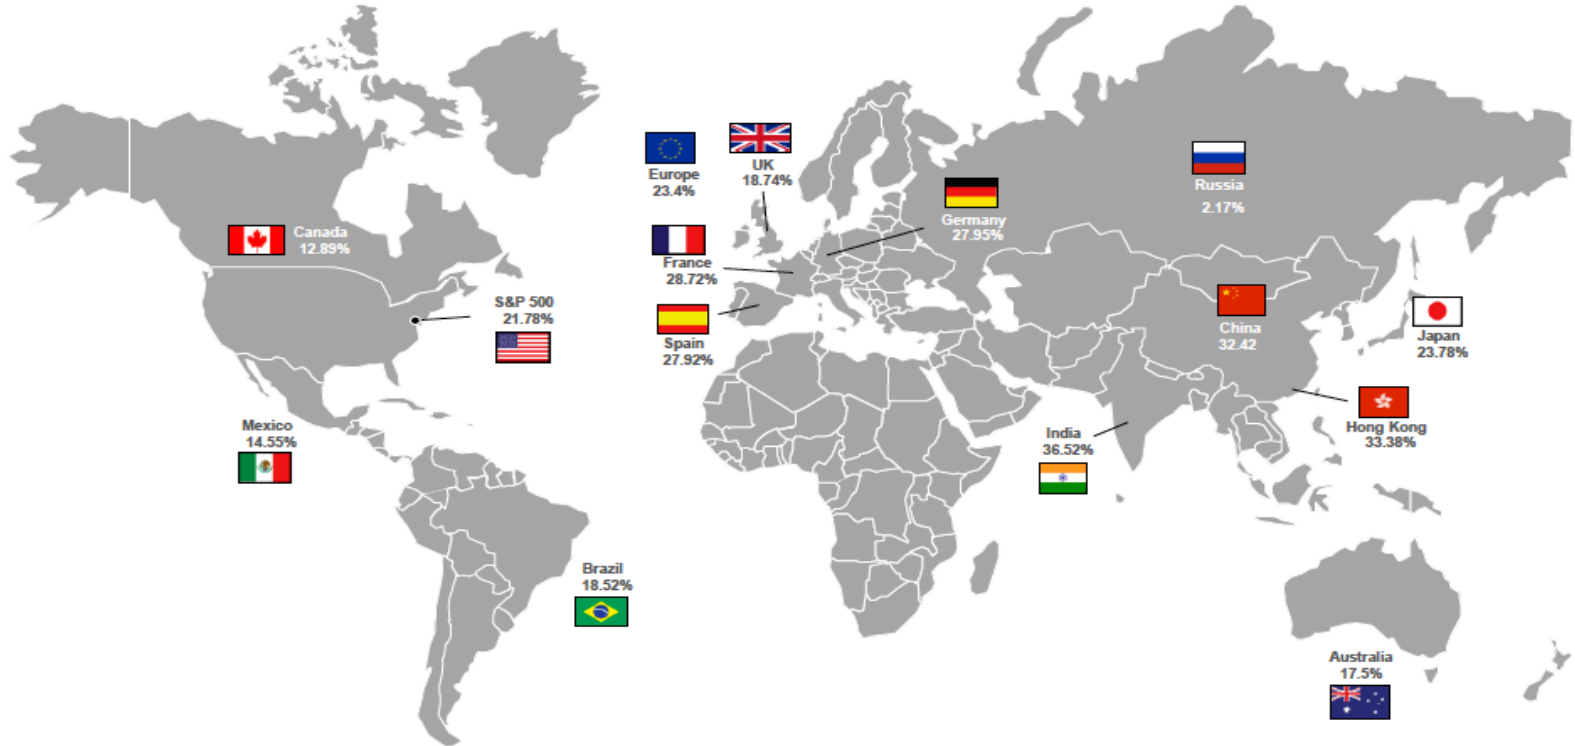 Europe
23.4%
UK
18.74%
Russia
2.17%
Germany
27.95%
Canada
12.89%
France
28.72%
S&P 500
21.78%
Spain
27.92%
China
32.42
Japan
23.78%
Mexico
14.55%
India
36.52%
Hong Kong
33.38%
Brazil
18.52%
Australia
17.5%